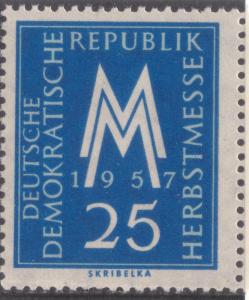 DEUTSCHE
DEMOKRATISCHE
REPUBLIK
HERBSTMESSE
MM
1957
25
SKRIBELKA